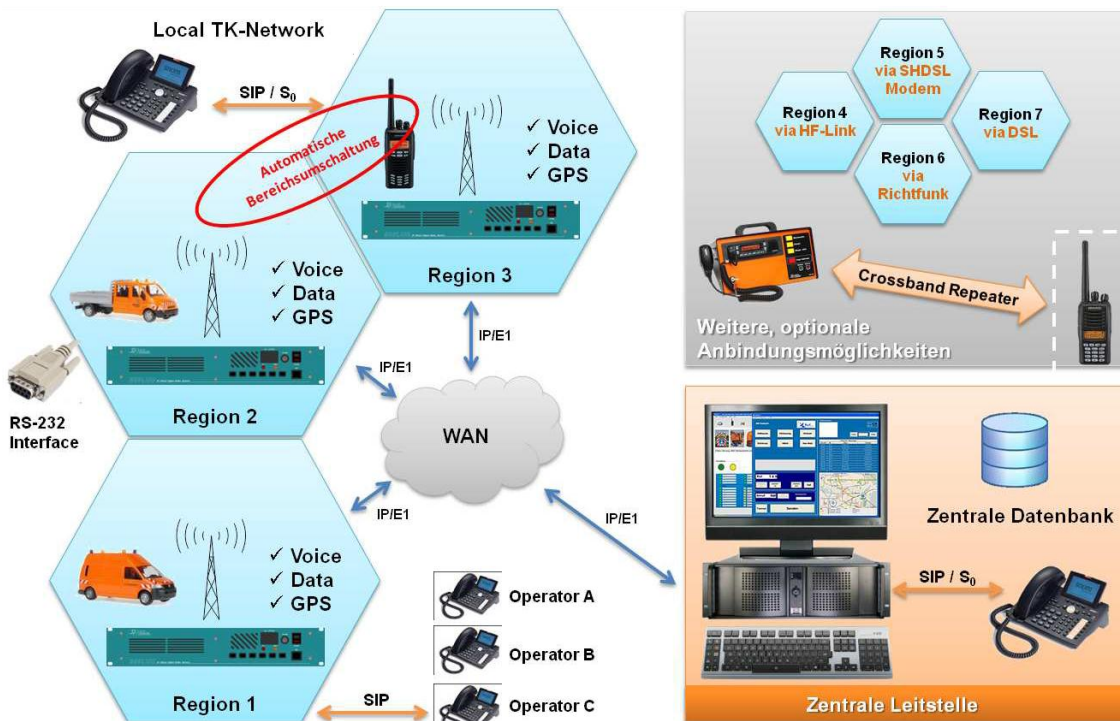 Local TK-Network
SIP / S₀
Automatische
Bereichsumschaltung
✓ Voice
✓ Data
✓ GPS
Region 3
✓ Voice
✓ Data
✓ GPS
Region 2
RS-232
Interface
IP/E1
IP/E1
WAN
IP/E1
IP/E1
✓ Voice
✓ Data
✓ GPS
Region 1
SIP
Operator A
Operator B
Operator C
Region 5
via SHDSL
Modem
Region 4
via HF-Link
Region 7
via DSL
Region 6
via
Richtfunk
Crossband Repeater
Weitere, optionale
Anbindungsmöglichkeiten
Zentrale Datenbank
SIP / S₀
Zentrale Leitstelle